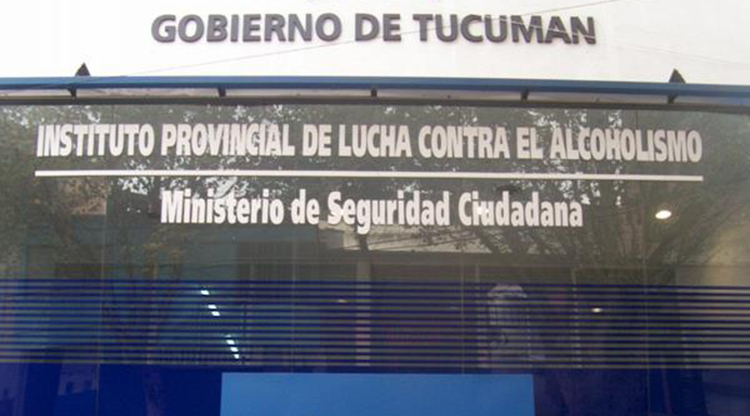 GOBIERNO DE TUCUMAN
INSTITUTO PROVINCIAL DE LUCHA CONTRA EL ALCOHOLISMO
Ministerio de Seguridad Ciudadana